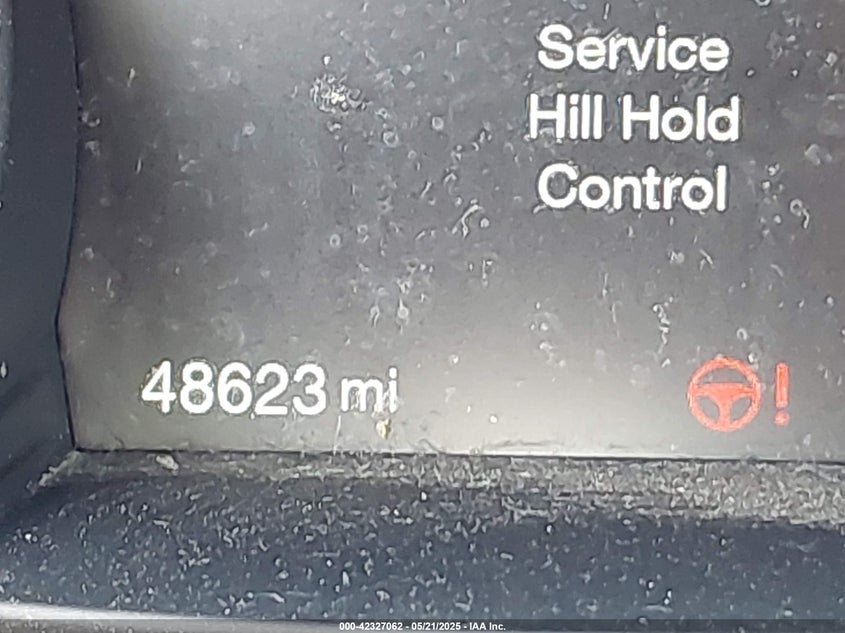 Service
Hill Hold
Control
48623 mi
!
000-42327062 - 05/21/2025 - IAA Inc.